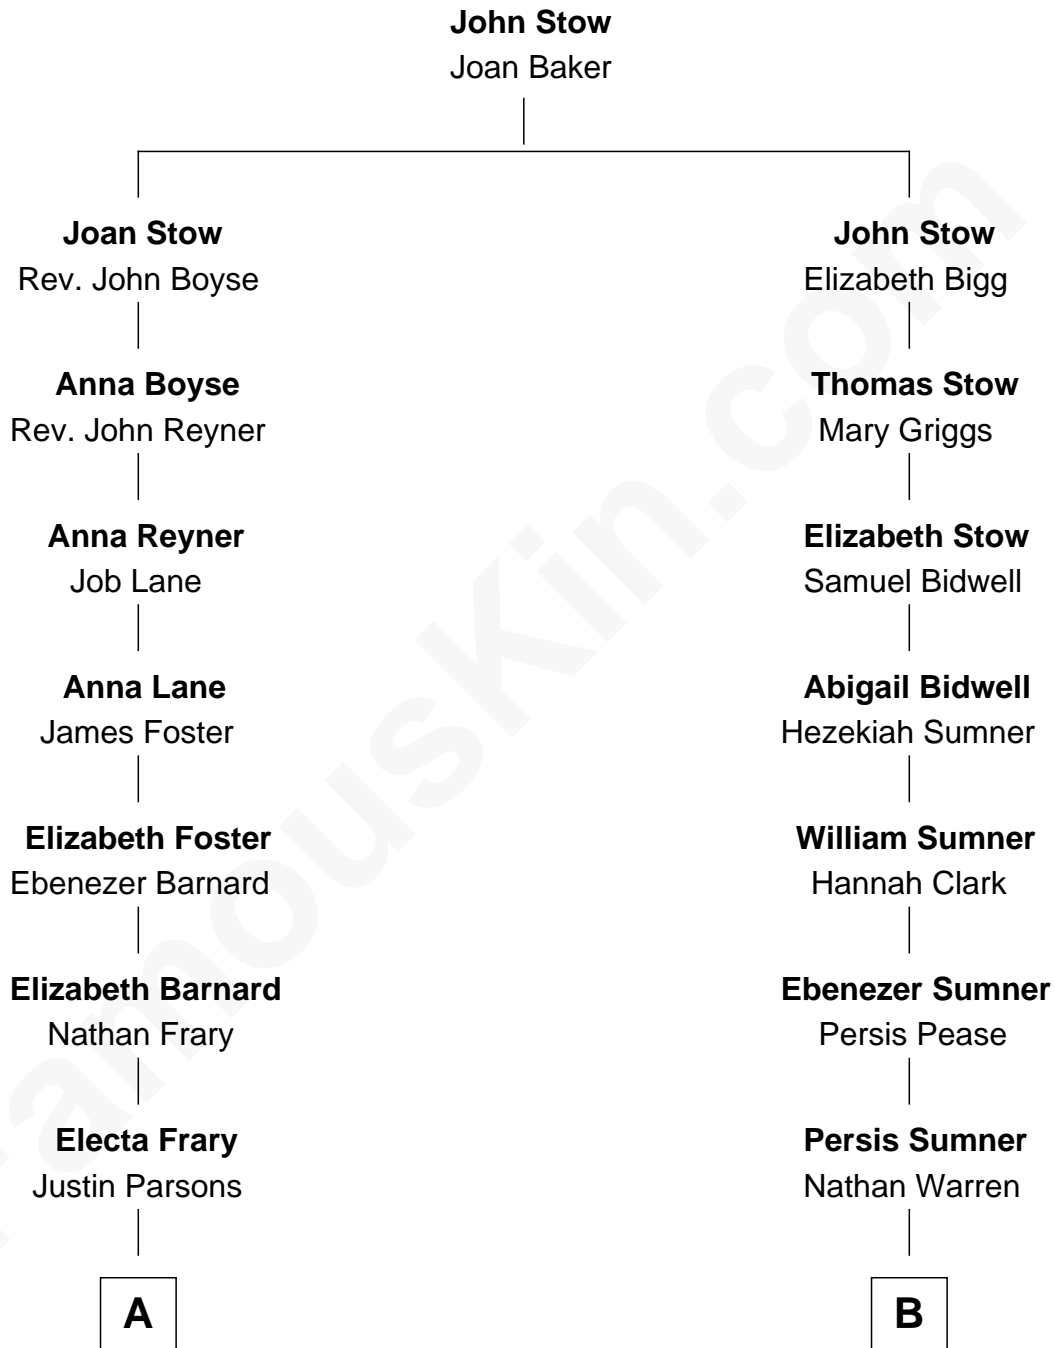 John Stow
Joan Baker
Joan Stow
Rev. John Boyse
John Stow
Elizabeth Bigg
Anna Boyse
Rev. John Reyner
Thomas Stow
Mary Griggs
Anna Reyner
Job Lane
Elizabeth Stow
Samuel Bidwell
Anna Lane
James Foster
Abigail Bidwell
Hezekiah Sumner
Elizabeth Foster
Ebenezer Barnard
William Sumner
Hannah Clark
Elizabeth Barnard
Nathan Frary
Ebenezer Sumner
Persis Pease
Electa Frary
Justin Parsons
Persis Sumner
Nathan Warren
A
B
FamousKin.com